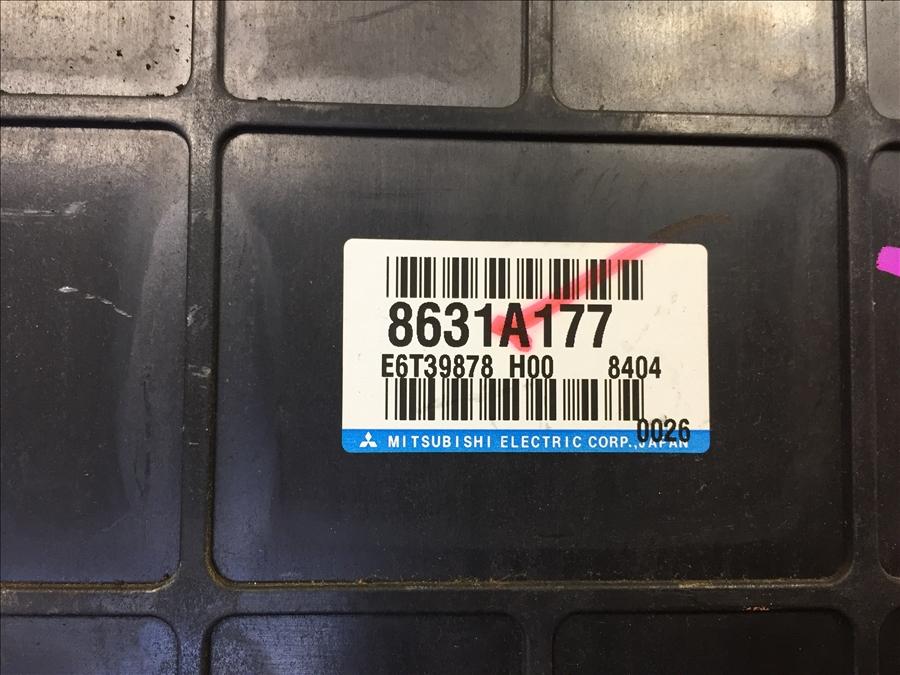 8631A177
E6T39878 H00 8404
0026
MITSUBISHI ELECTRIC CORP., JAPAN